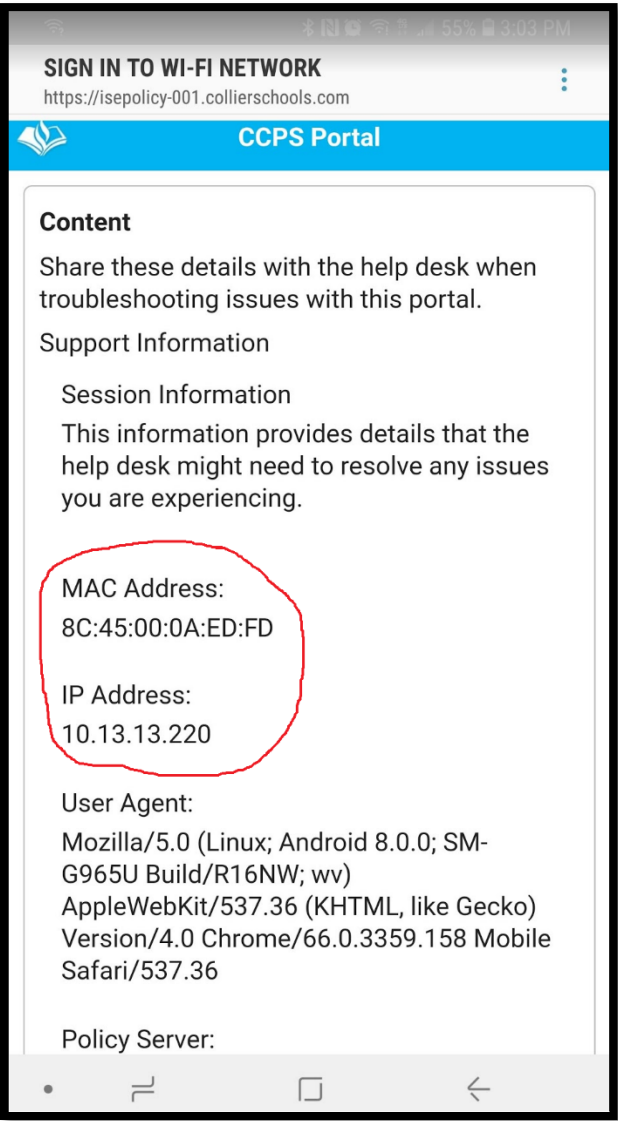 55% 3:03 PM
SIGN IN TO WI-FI NETWORK
https://isepolicy-001.collierschools.com
CCPS Portal
Content
Share these details with the help desk when
troubleshooting issues with this portal.
Support Information
Session Information
This information provides details that the
help desk might need to resolve any issues
you are experiencing.
MAC Address:
8C:45:00:0A:ED:FD
IP Address:
10.13.13.220
User Agent:
Mozilla/5.0 (Linux; Android 8.0.0; SM-
G965U Build/R16NW; wv)
AppleWebKit/537.36 (KHTML, like Gecko)
Version/4.0 Chrome/66.0.3359.158 Mobile
Safari/537.36
Policy Server: